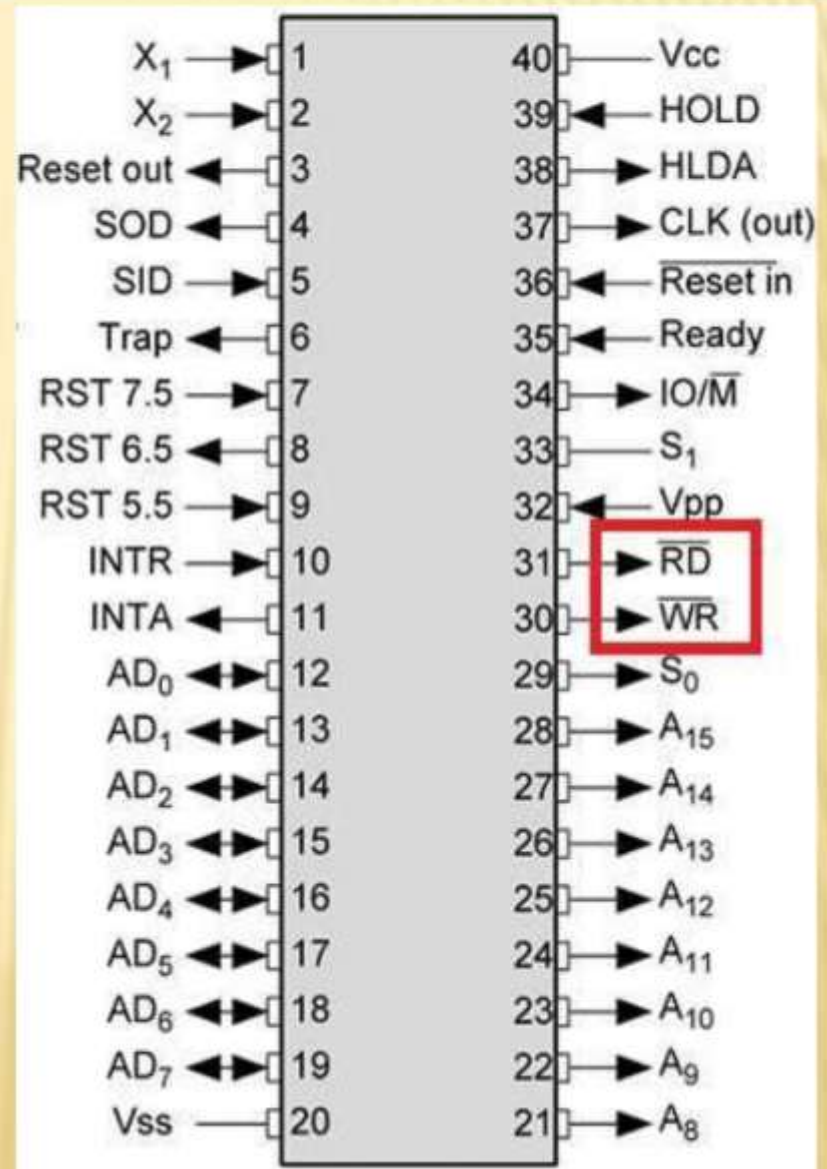 X₁ 1 40 Vcc
X₂ 2 39 HOLD
Reset out 3 38 HLDA
SOD 4 37 CLK (out)
SID 5 36 R̅e̅s̅e̅t̅ ̅i̅n̅
Trap 6 35 Ready
RST 7.5 7 34 IO/M̅
RST 6.5 8 33 S₁
RST 5.5 9 32 Vpp
INTR 10 31 R̅D̅
INTA 11 30 W̅R̅
AD₀ 12 29 S₀
AD₁ 13 28 A₁₅
AD₂ 14 27 A₁₄
AD₃ 15 26 A₁₃
AD₄ 16 25 A₁₂
AD₅ 17 24 A₁₁
AD₆ 18 23 A₁₀
AD₇ 19 22 A₉
Vss 20 21 A₈